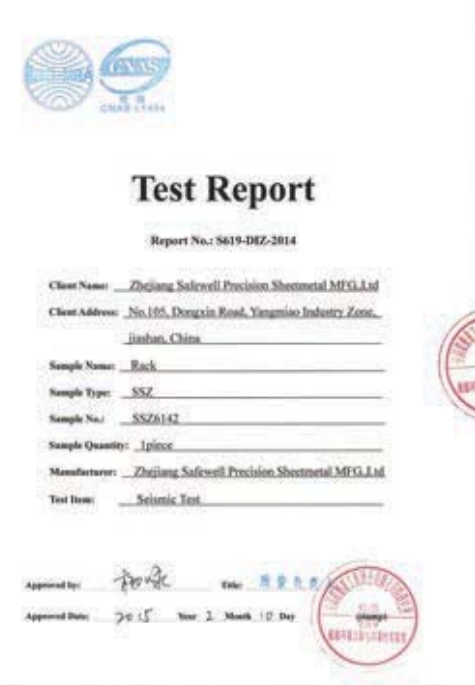 CNAS
Test Report
Report No.: S619-DIZ-2014
Client Name: Zhejiang Safewell Precision Sheetmetal MFG.Ltd
Client Address: No.105, Dongxin Road, Yangmiao Industry Zone,
jiashan, China
Sample Name: Rack
Sample Type: SSZ
Sample No.: SSZ6142
Sample Quantity: 1piece
Manufacturer: Zhejiang Safewell Precision Sheetmetal MFG.Ltd
Test Item: Seismic Test
Approved by:
Title:
Approved Date: 2015 Year 2 Month 10 Day